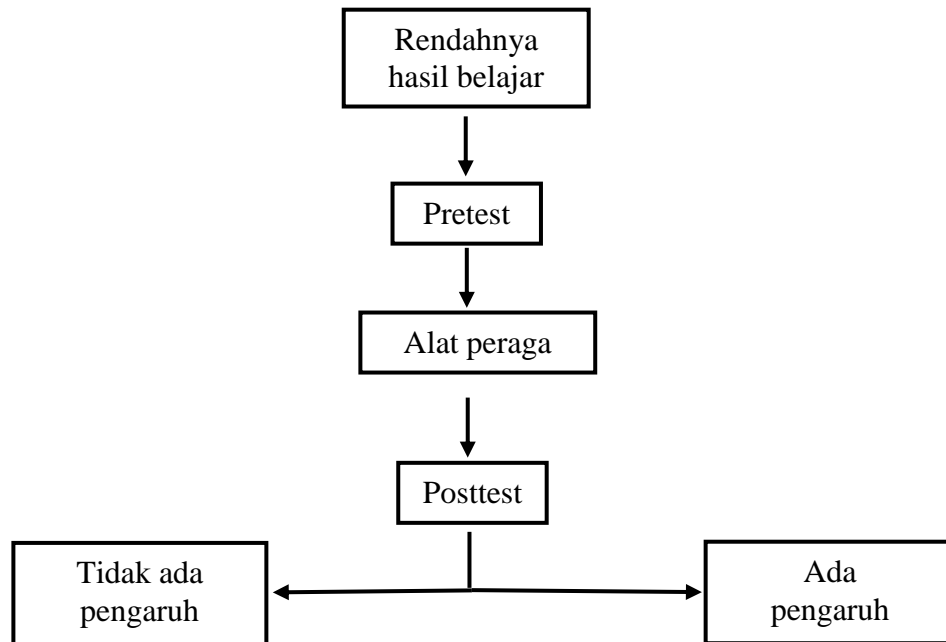 Rendahnya
hasil belajar
Pretest
Alat peraga
Posttest
Tidak ada
pengaruh
Ada
pengaruh